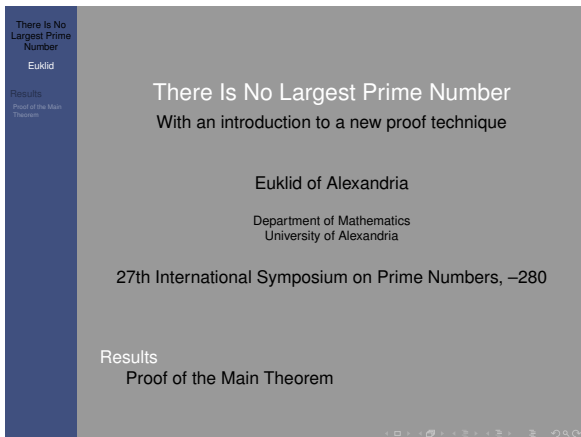 There Is No
Largest Prime
Number
Euklid
Results
Proof of the Main
Theorem
There Is No Largest Prime Number
With an introduction to a new proof technique
Euklid of Alexandria
Department of Mathematics
University of Alexandria
27th International Symposium on Prime Numbers, –280
Results
Proof of the Main Theorem